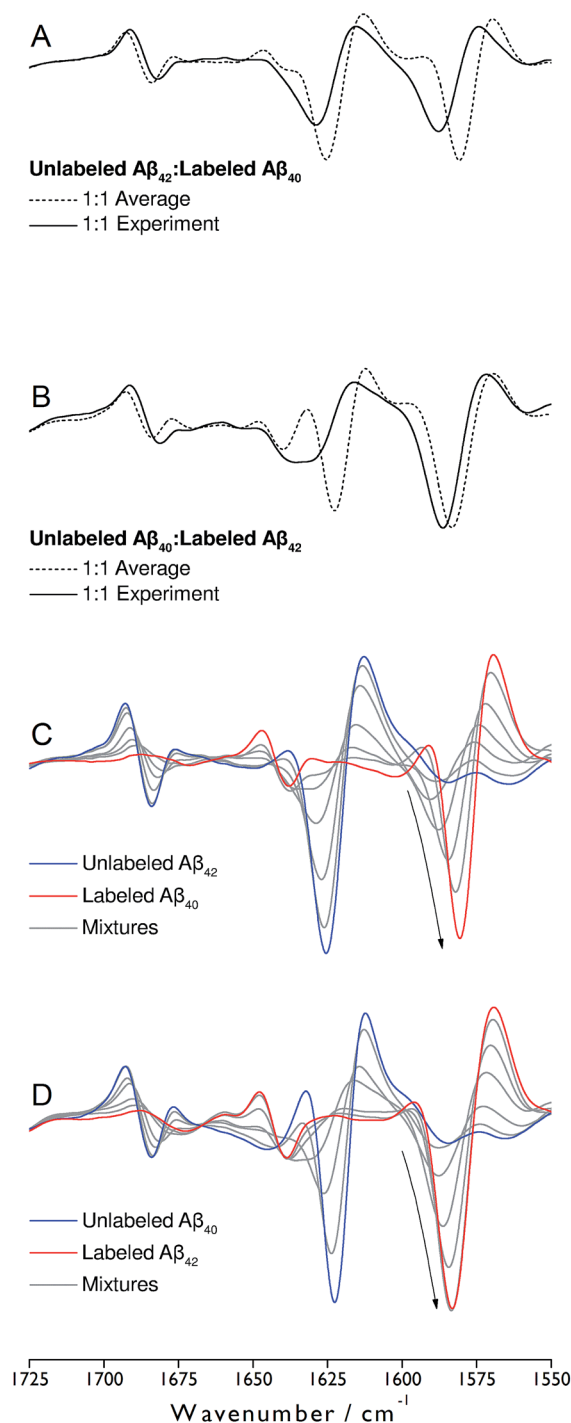 A
Unlabeled Aβ₄₂:Labeled Aβ₄₀
1:1 Average
1:1 Experiment
B
Unlabeled Aβ₄₀:Labeled Aβ₄₂
1:1 Average
1:1 Experiment
C
Unlabeled Aβ₄₂
Labeled Aβ₄₀
Mixtures
D
Unlabeled Aβ₄₀
Labeled Aβ₄₂
Mixtures
1725 1700 1675 1650 1625 1600 1575 1550
Wavenumber / cm⁻¹